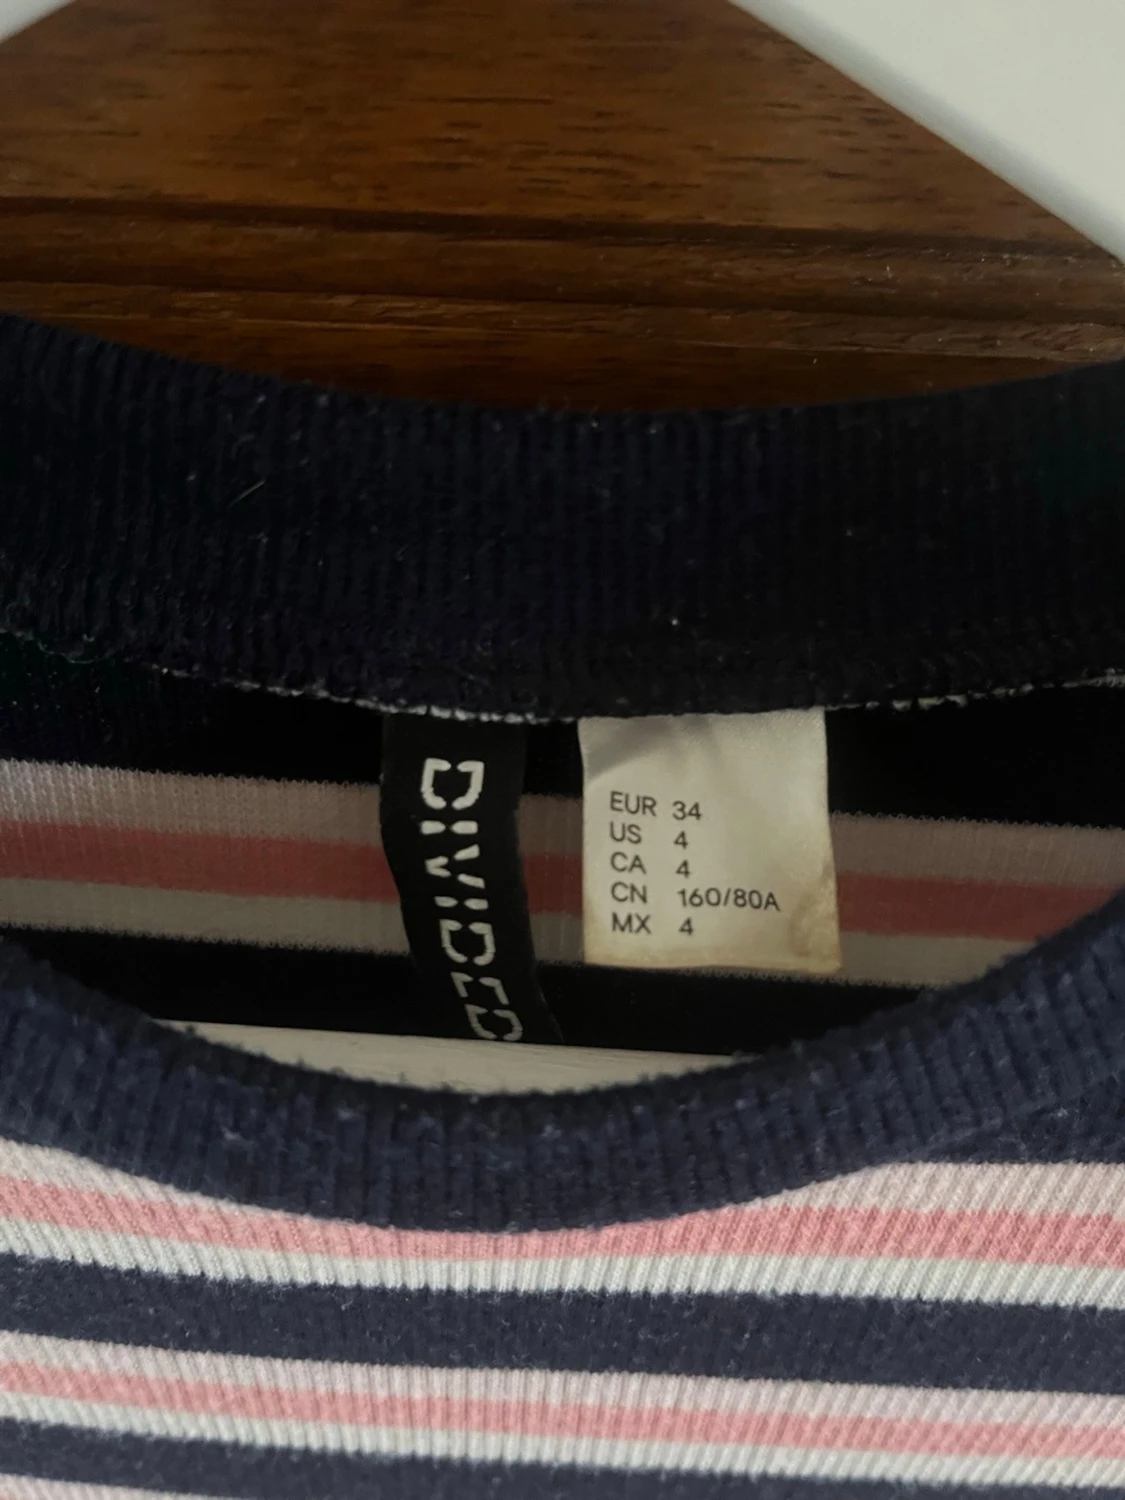 DIVIDED
EUR 34
US 4
CA 4
CN 160/80A
MX 4